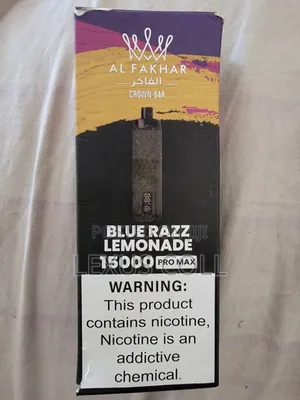 AL FAKHAR
الفاخر
CROWN BAR
BLUE RAZZ
LEMONADE
15000 PRO MAX
WARNING:
This product
contains nicotine,
Nicotine is an
addictive
chemical.